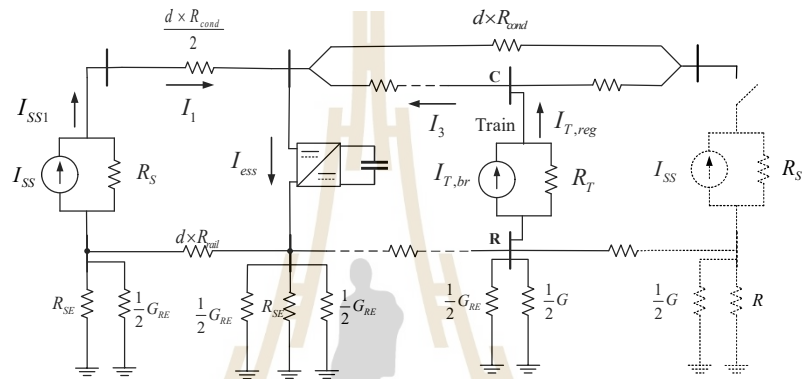 d × R_cond / 2
d × R_cond
I_SS1
I_1
C
I_3
Train
I_T,reg
I_SS
R_S
I_ess
I_T,br
R_T
I_SS
R_S
d × R_rail
R
R_SE
1/2 G_RE
1/2 G_RE
R_SE
1/2 G_RE
1/2 G_RE
1/2 G
1/2 G
R